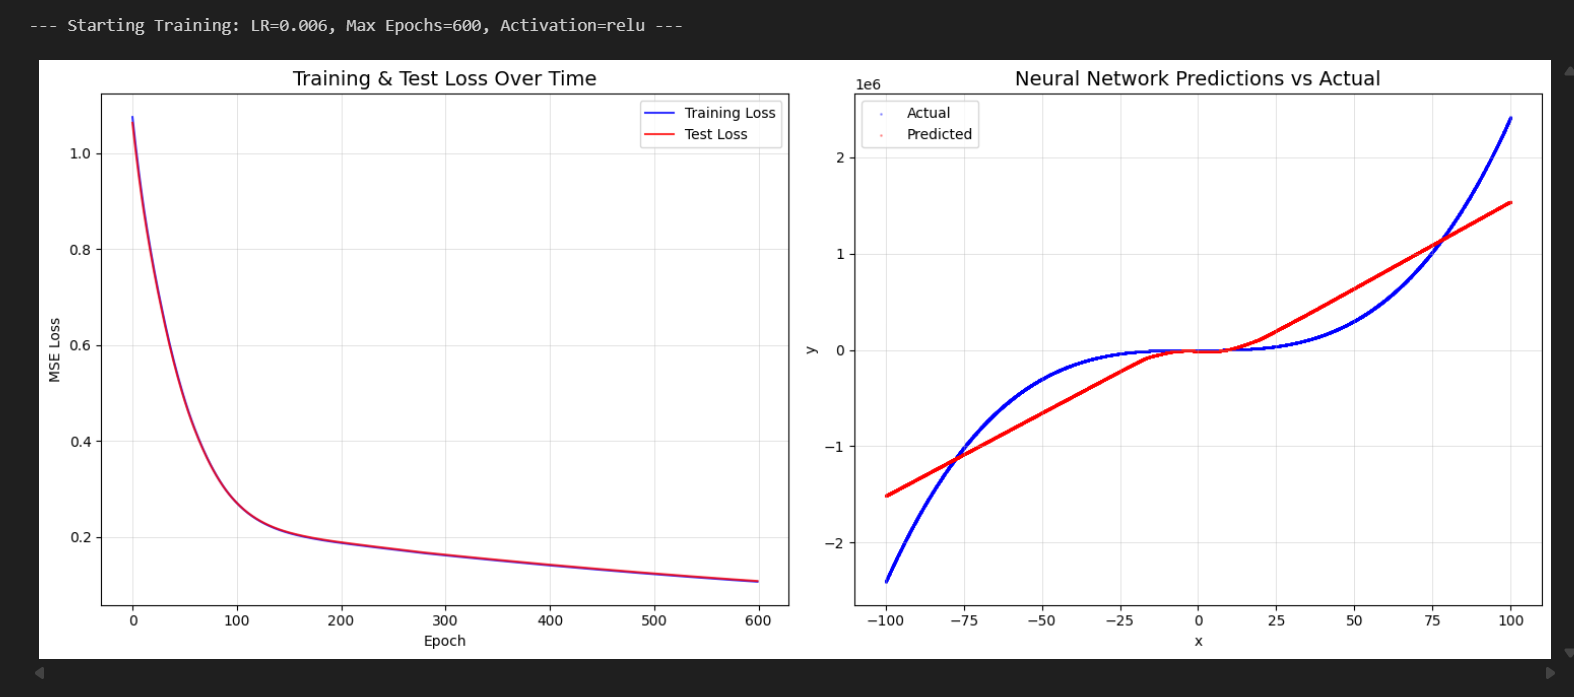 --- Starting Training: LR=0.006, Max Epochs=600, Activation=relu ---
Training & Test Loss Over Time
Training Loss
Test Loss
1.0
0.8
0.6
0.4
0.2
MSE Loss
0 100 200 300 400 500 600
Epoch
Neural Network Predictions vs Actual
1e6
Actual
Predicted
2
1
0
−1
−2
y
−100 −75 −50 −25 0 25 50 75 100
x